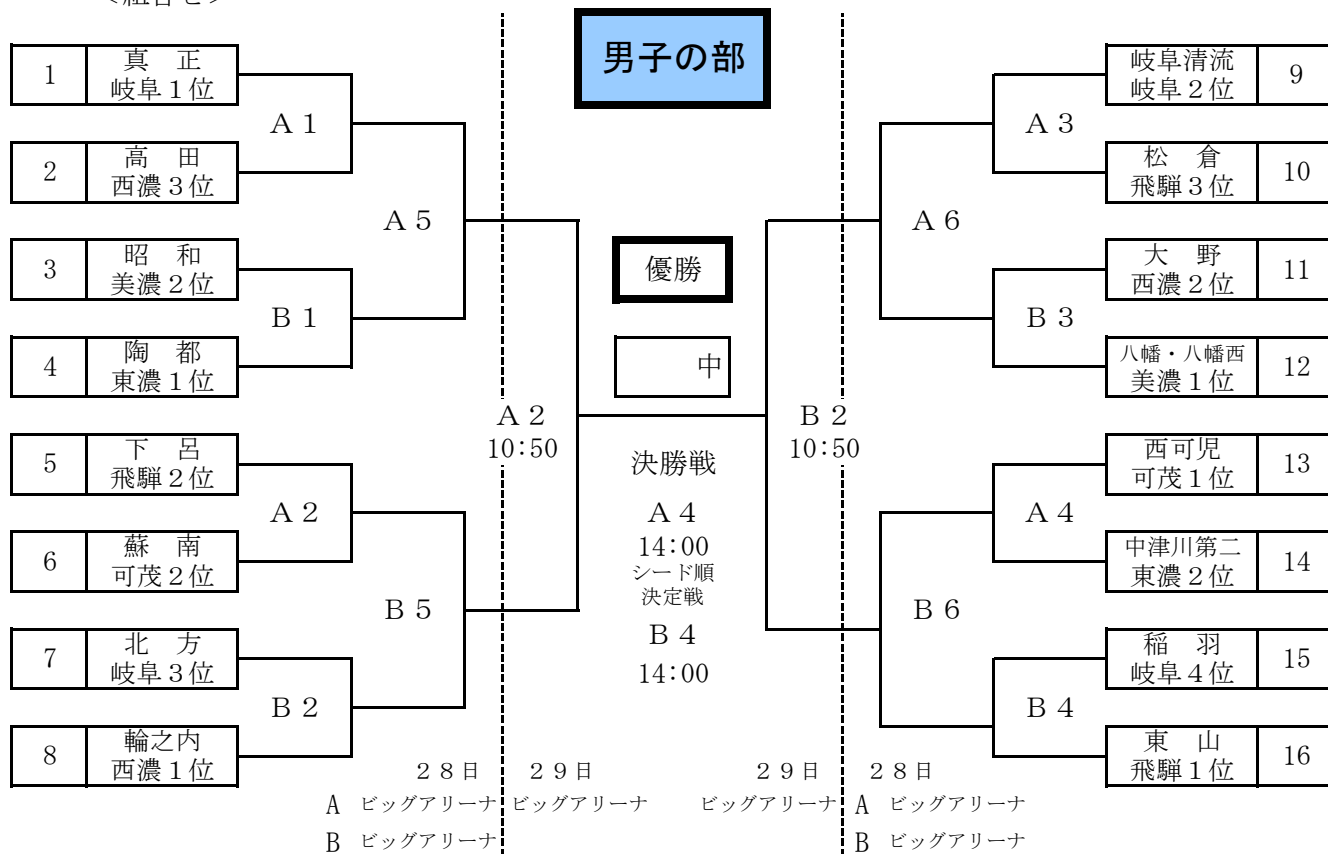 ＜組合せ＞
男子の部
1
真　正
岐阜１位
2
高　田
西濃３位
3
昭　和
美濃２位
4
陶　都
東濃１位
5
下　呂
飛騨２位
6
蘇　南
可茂２位
7
北　方
岐阜３位
8
輪之内
西濃１位
Ａ１
Ｂ１
Ａ２
Ｂ２
Ａ５
Ｂ５
Ａ２
10:50
優勝
中
決勝戦
Ａ４
14:00
シード順
決定戦
Ｂ４
14:00
Ｂ２
10:50
Ａ６
Ｂ６
Ａ３
Ｂ３
Ａ４
Ｂ４
岐阜清流
岐阜２位
9
松　倉
飛騨３位
10
大　野
西濃２位
11
八幡・八幡西
美濃１位
12
西可児
可茂１位
13
中津川第二
東濃２位
14
稲　羽
岐阜４位
15
東　山
飛騨１位
16
２８日　２９日　２９日　２８日
A　ビッグアリーナ　ビッグアリーナ　ビッグアリーナ　A　ビッグアリーナ
B　ビッグアリーナ　B　ビッグアリーナ